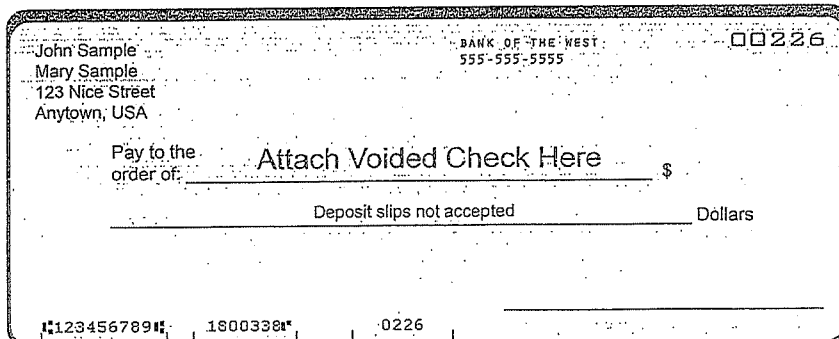 John Sample
Mary Sample
123 Nice Street
Anytown, USA
BANK OF THE WEST
555-555-5555
00226
Pay to the
order of: Attach Voided Check Here $
Deposit slips not accepted Dollars
⑆123456789⑆ 1800338⑈ 0226